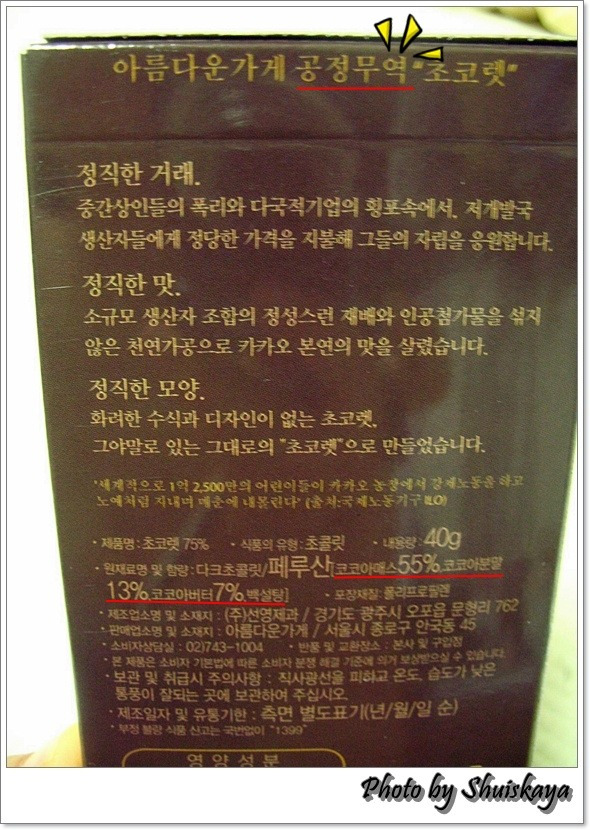 아름다운가게 공정무역 "초코렛"
정직한 거래.
중간상인들의 폭리와 다국적기업의 횡포속에서, 저개발국
생산자들에게 정당한 가격을 지불해 그들의 자립을 응원합니다.
정직한 맛.
소규모 생산자 조합의 정성스런 재배와 인공첨가물을 섞지
않은 천연가공으로 카카오 본연의 맛을 살렸습니다.
정직한 모양.
화려한 수식과 디자인이 없는 초코렛.
그야말로 있는 그대로의 "초코렛"으로 만들었습니다.
'세계적으로 1억 2,500만의 어린이들이 카카오 농장에서 강제노동을 하고
노예처럼 지내며 매춘에 내몰린다' (출처:국제노동기구 ILO)
· 제품명 : 초코렛 75% · 식품의 유형 : 초콜릿 · 내용량 : 40g
· 원재료명 및 함량 : 다크초콜릿/페루산[코코아매스55%,코코아분말
13%,코코아버터7%,백설탕] · 포장재질: 폴리프로필렌
· 제조업소명 및 소재지 : (주)선영제과 / 경기도 광주시 오포읍 문형리 762
· 판매업소명 및 소재지 : 아름다운가게 / 서울시 종로구 안국동 45
· 소비자상담실 : 02)743-1004 · 반품 및 교환장소 : 본사 및 구입점
· 본 제품은 소비자 기본법에 따른 소비자 분쟁 해결 기준에 의거 보상받으실 수 있습니다.
· 보관 및 취급시 주의사항 : 직사광선을 피하고 온도, 습도가 낮은
통풍이 잘되는 곳에 보관하여 주십시오.
· 제조일자 및 유통기한 : 측면 별도표기(년/월/일 순)
· 부정 불량 식품 신고는 국번없이 "1399"
영양성분
Photo by Shuiskaya